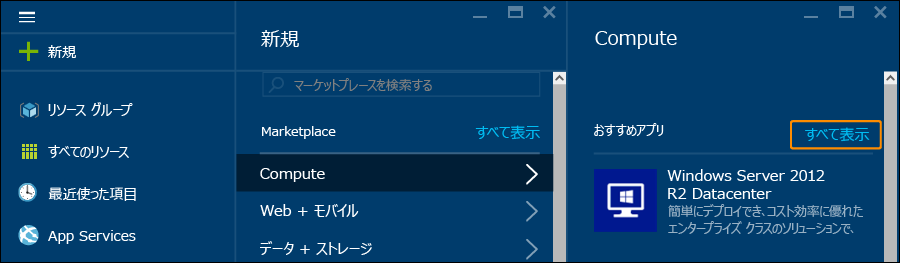 新規
リソース グループ
すべてのリソース
最近使った項目
App Services
新規
マーケットプレースを検索する
Marketplace
すべて表示
Compute
Web + モバイル
データ + ストレージ
Compute
おすすめアプリ
すべて表示
Windows Server 2012
R2 Datacenter
簡単にデプロイでき、コスト効率に優れた
エンタープライズ クラスのソリューションで、